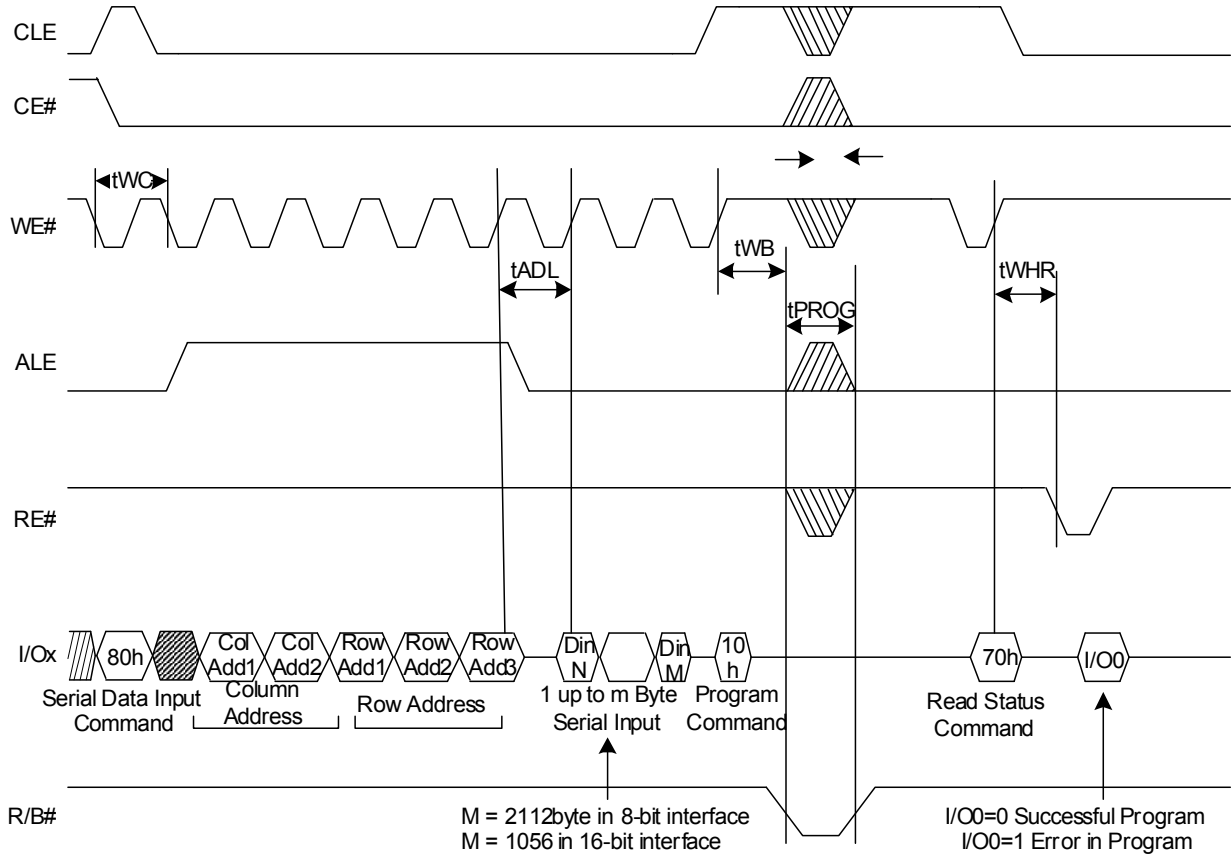 CLE
CE#
tWC
WE#
tADL
tWB
tWHR
tPROG
ALE
RE#
I/Ox
80h
Col
Add1
Col
Add2
Row
Add1
Row
Add2
Row
Add3
Din
N
Din
M
10
h
70h
I/O0
Serial Data Input
Command
Column
Address
Row Address
1 up to m Byte
Serial Input
Program
Command
Read Status
Command
R/B#
M = 2112byte in 8-bit interface
M = 1056 in 16-bit interface
I/O0=0 Successful Program
I/O0=1 Error in Program